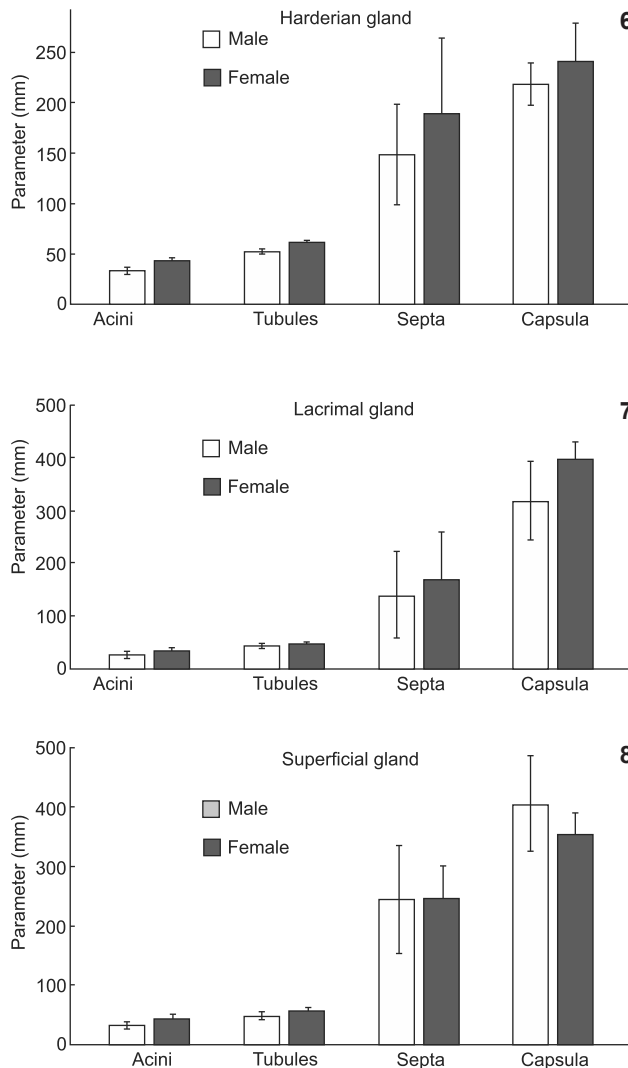 Harderian gland
6
Male
Female
Parameter (mm)
250
200
150
100
50
0
Acini Tubules Septa Capsula
Lacrimal gland
7
Male
Female
Parameter (mm)
500
400
300
200
100
0
Acini Tubules Septa Capsula
Superficial gland
8
Male
Female
Parameter (mm)
500
400
300
200
100
0
Acini Tubules Septa Capsula